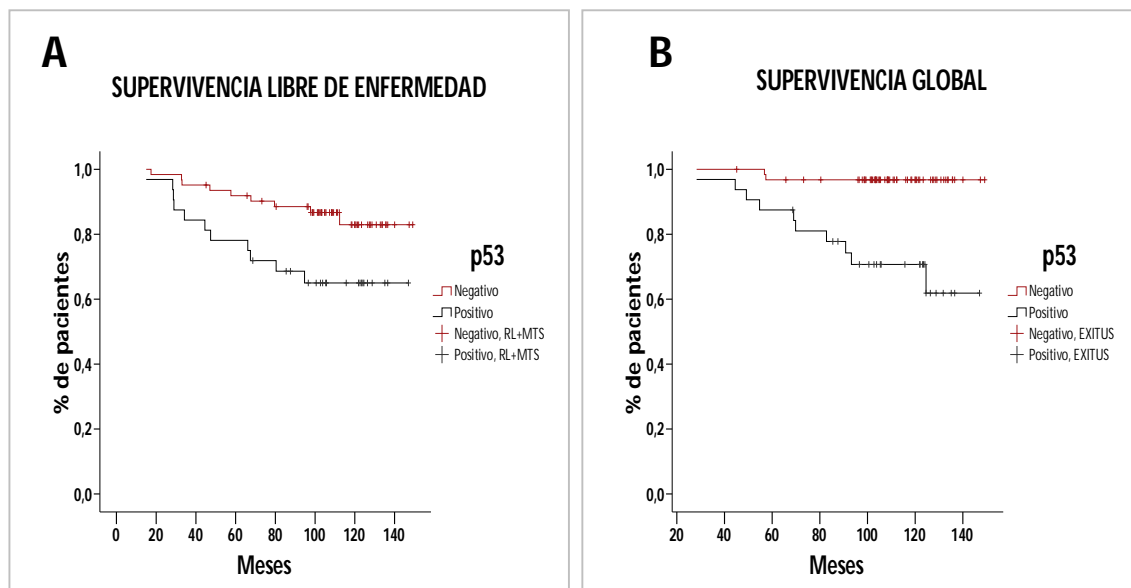 A
SUPERVIVENCIA LIBRE DE ENFERMEDAD
% de pacientes
1,0
0,8
0,6
0,4
0,2
0,0
0 20 40 60 80 100 120 140
Meses
p53
Negativo
Positivo
Negativo, RL+MTS
Positivo, RL+MTS
B
SUPERVIVENCIA GLOBAL
% de pacientes
1,0
0,8
0,6
0,4
0,2
0,0
20 40 60 80 100 120 140
Meses
p53
Negativo
Positivo
Negativo, EXITUS
Positivo, EXITUS